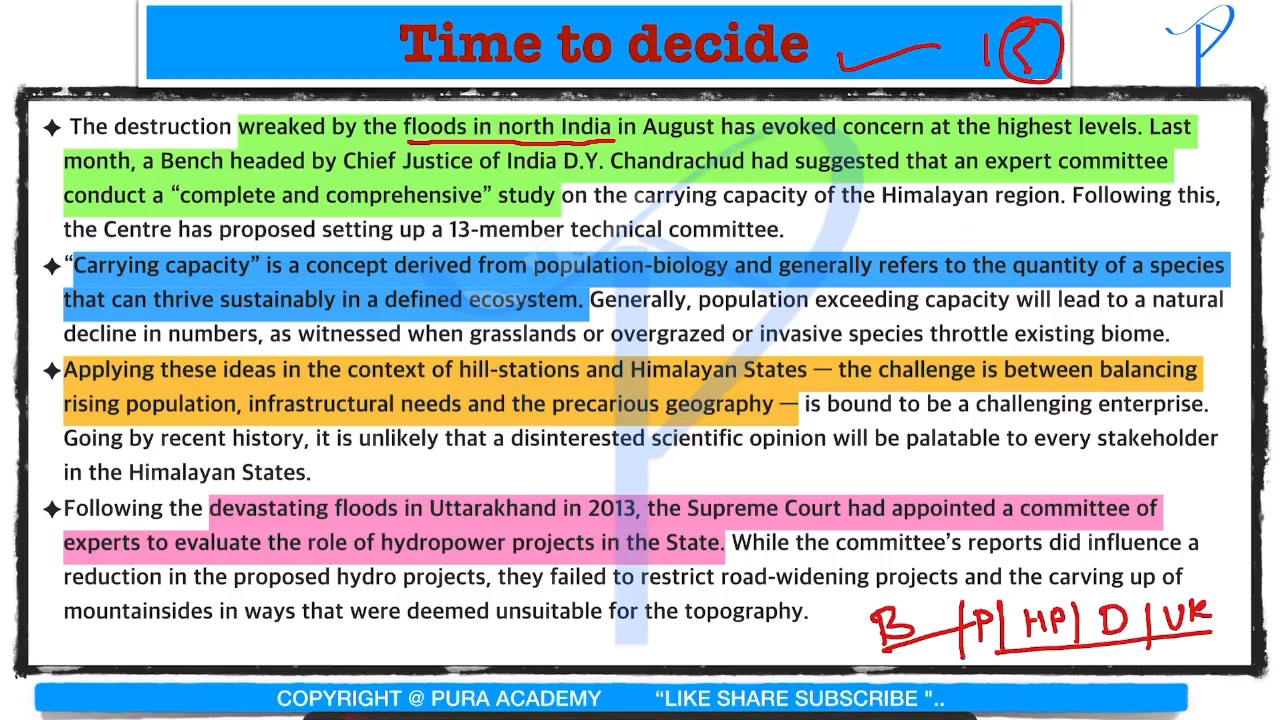 Time to decide
✦ The destruction wreaked by the floods in north India in August has evoked concern at the highest levels. Last
month, a Bench headed by Chief Justice of India D.Y. Chandrachud had suggested that an expert committee
conduct a “complete and comprehensive” study on the carrying capacity of the Himalayan region. Following this,
the Centre has proposed setting up a 13-member technical committee.
✦ “Carrying capacity” is a concept derived from population-biology and generally refers to the quantity of a species
that can thrive sustainably in a defined ecosystem. Generally, population exceeding capacity will lead to a natural
decline in numbers, as witnessed when grasslands or overgrazed or invasive species throttle existing biome.
✦ Applying these ideas in the context of hill-stations and Himalayan States — the challenge is between balancing
rising population, infrastructural needs and the precarious geography — is bound to be a challenging enterprise.
Going by recent history, it is unlikely that a disinterested scientific opinion will be palatable to every stakeholder
in the Himalayan States.
✦ Following the devastating floods in Uttarakhand in 2013, the Supreme Court had appointed a committee of
experts to evaluate the role of hydropower projects in the State. While the committee’s reports did influence a
reduction in the proposed hydro projects, they failed to restrict road-widening projects and the carving up of
mountainsides in ways that were deemed unsuitable for the topography.
B | P | HP | D | UK
COPYRIGHT @ PURA ACADEMY “LIKE SHARE SUBSCRIBE "..